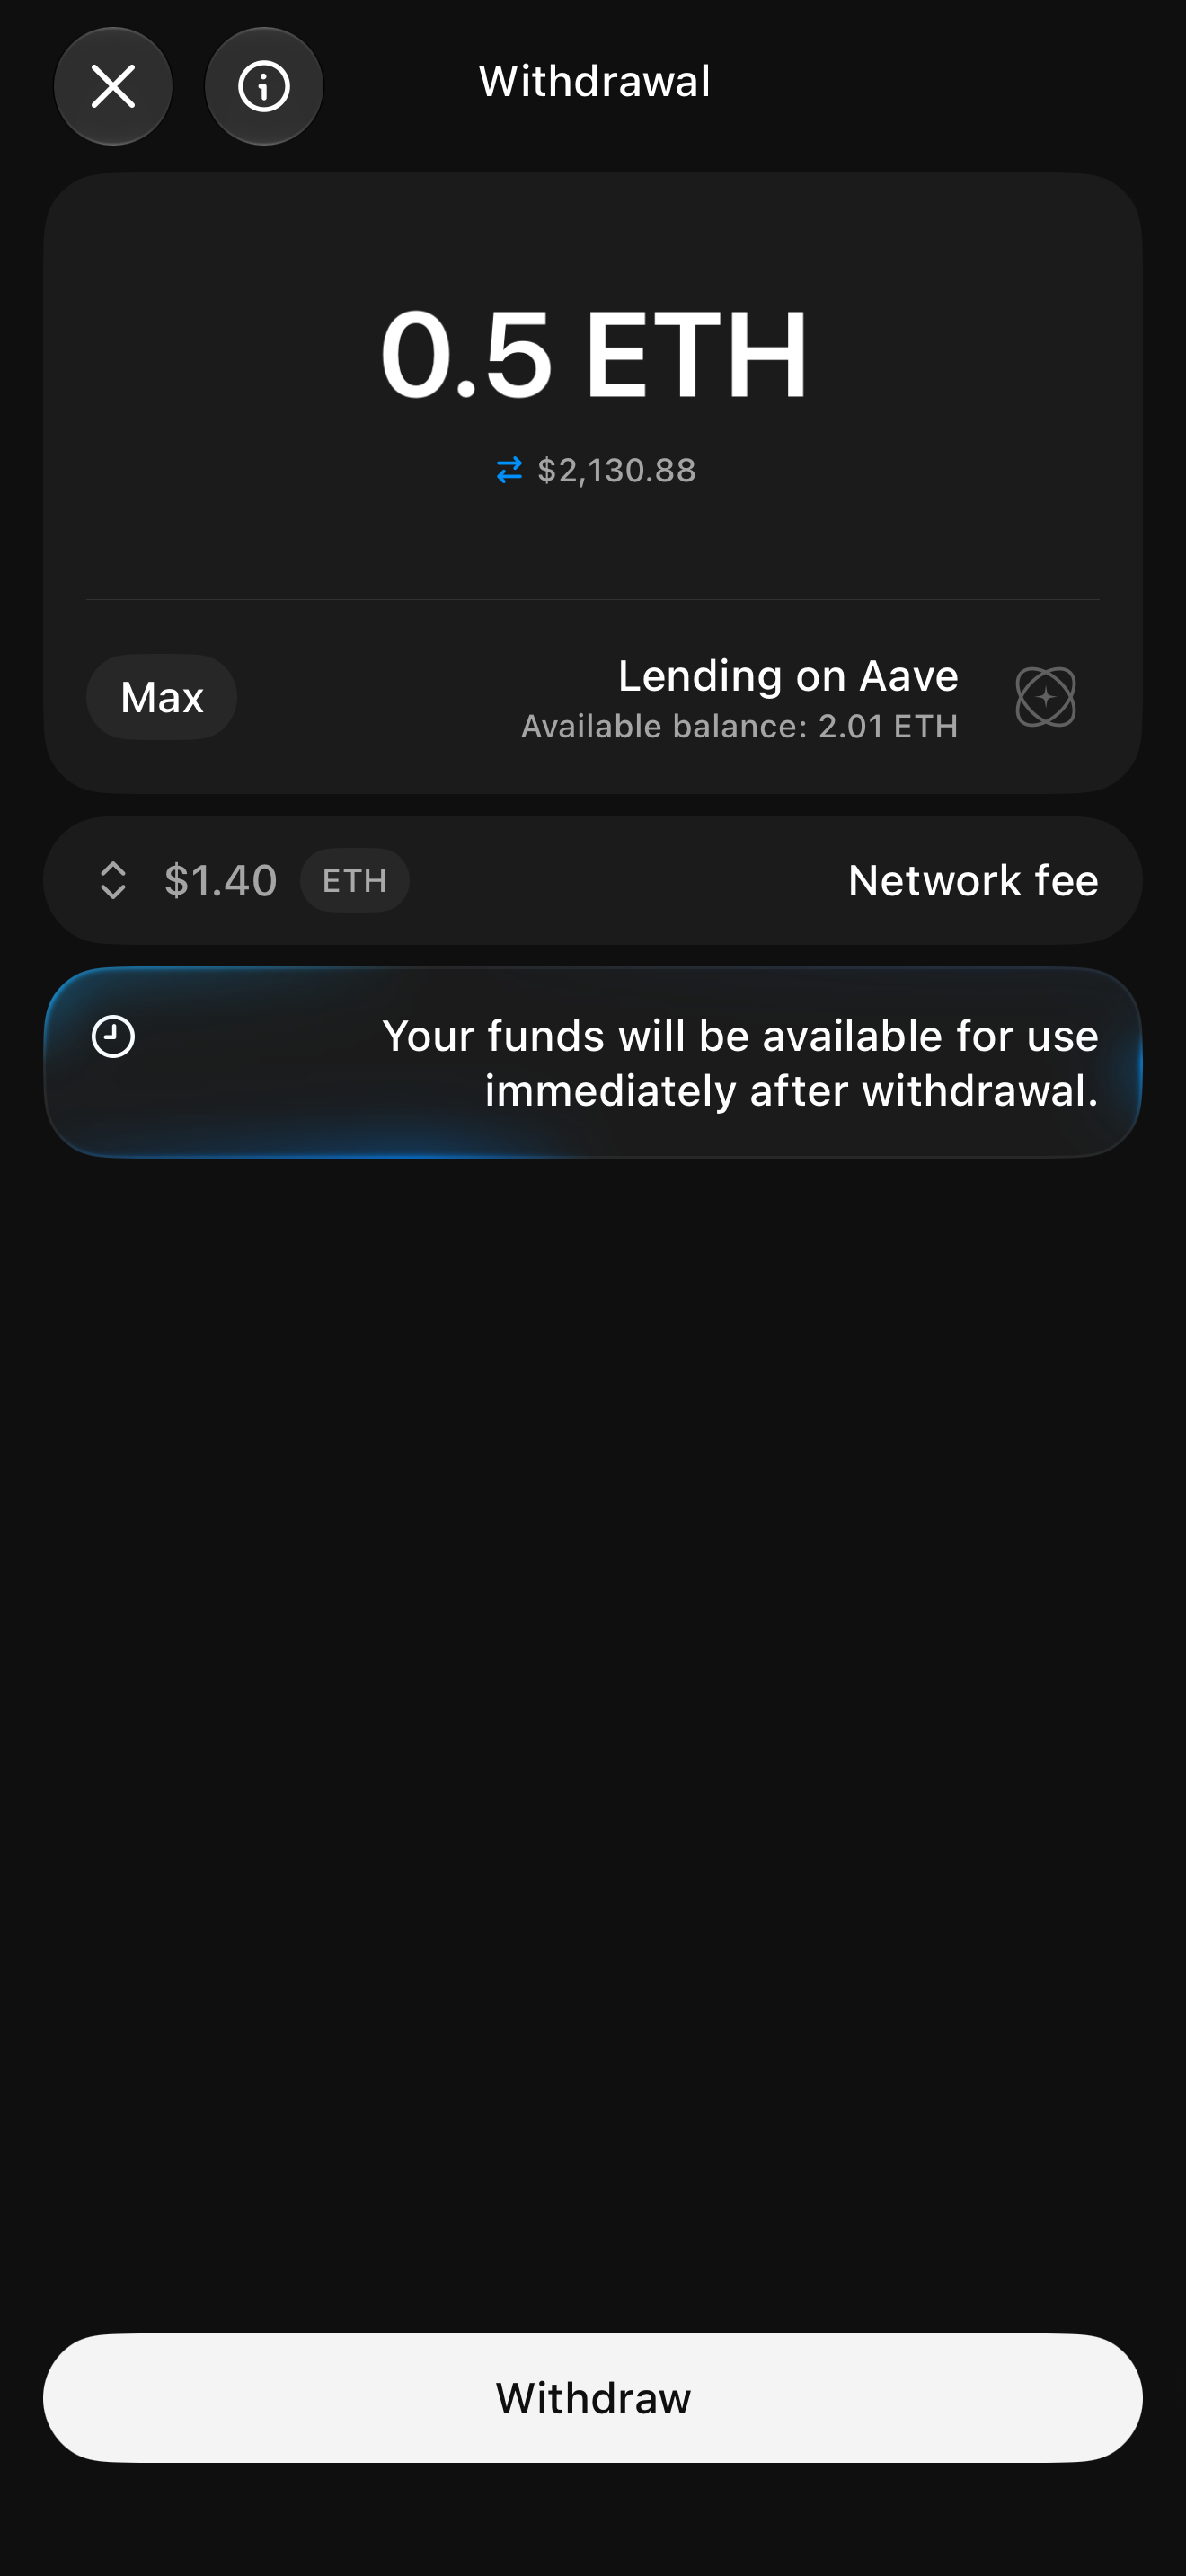 Withdrawal
0.5 ETH
$2,130.88
Max
Lending on Aave
Available balance: 2.01 ETH
$1.40 ETH
Network fee
Your funds will be available for use
immediately after withdrawal.
Withdraw